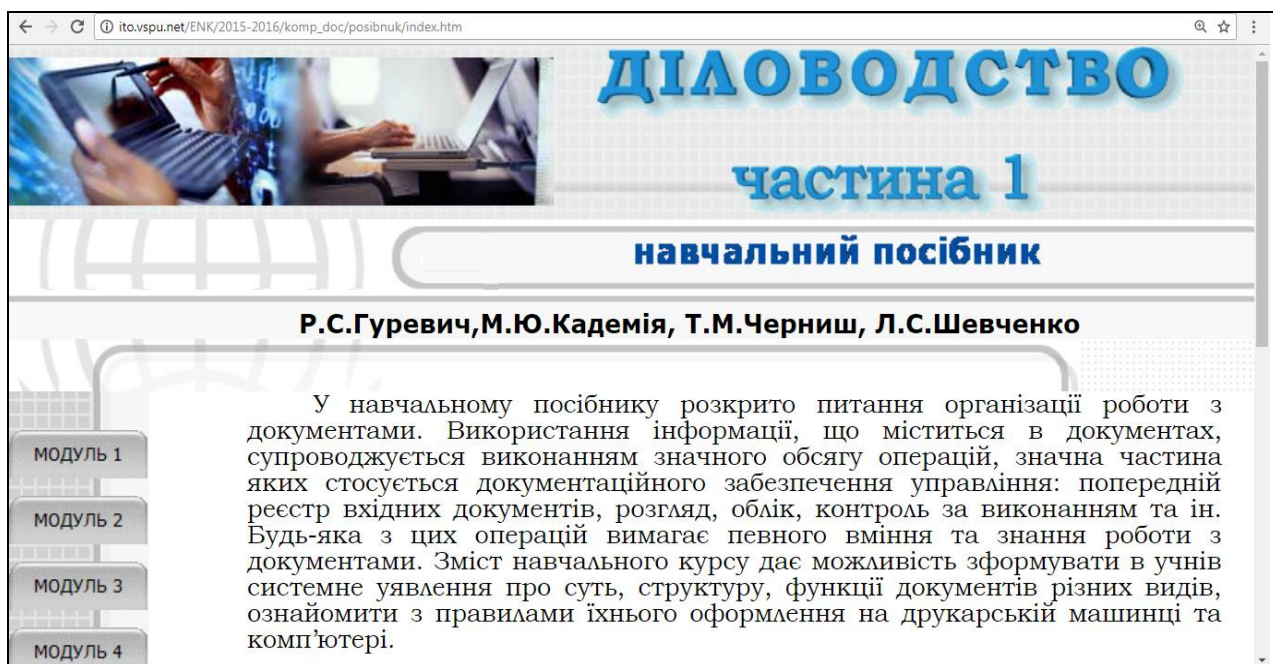 ito.vspu.net/ENK/2015-2016/komp_doc/posibnuk/index.htm
ДІЛОВОДСТВО
частина 1
навчальний посібник
Р.С.Гуревич,М.Ю.Кадемія, Т.М.Черниш, Л.С.Шевченко
У навчальному посібнику розкрито питання організації роботи з
документами. Використання інформації, що міститься в документах,
супроводжується виконанням значного обсягу операцій, значна частина
яких стосується документаційного забезпечення управління: попередній
реєстр вхідних документів, розгляд, облік, контроль за виконанням та ін.
Будь-яка з цих операцій вимагає певного вміння та знання роботи з
документами. Зміст навчального курсу дає можливість зформувати в учнів
системне уявлення про суть, структуру, функції документів різних видів,
ознайомити з правилами їхнього оформлення на друкарській машинці та
комп’ютері.
МОДУЛЬ 1
МОДУЛЬ 2
МОДУЛЬ 3
МОДУЛЬ 4